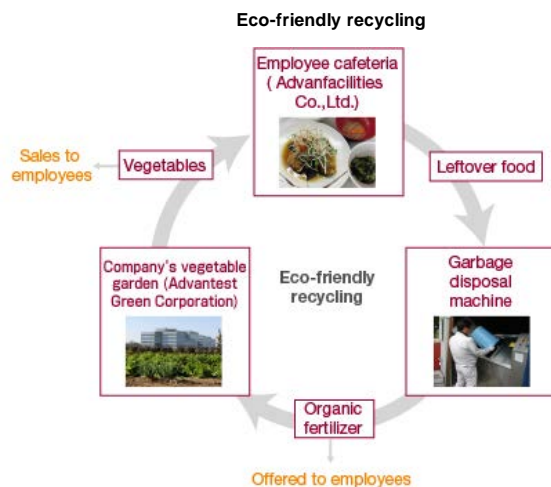 Eco-friendly recycling
Employee cafeteria
( Advanfacilities
Co.,Ltd.)
Sales to
employees
Vegetables
Leftover food
Company's vegetable
garden (Advantest
Green Corporation)
Eco-friendly
recycling
Garbage
disposal
machine
Organic
fertilizer
Offered to employees